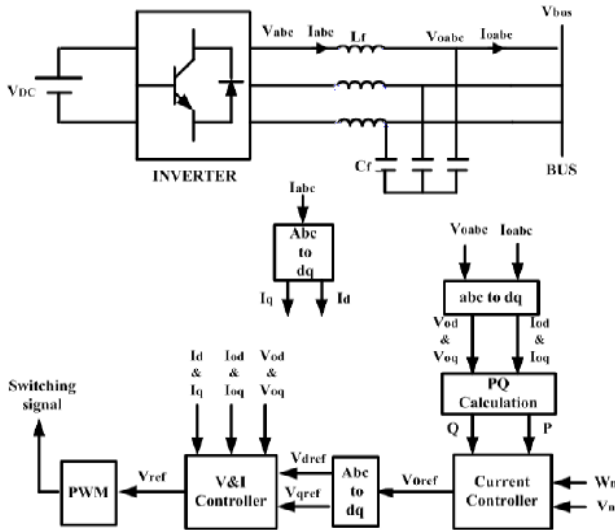 Vbus
Vabc
Iabc
Lf
Voabc
Ioabc
VDC
INVERTER
Cf
BUS
Iabc
Abc
to
dq
Iq
Id
Voabc
Ioabc
abc to dq
Vod
&
Voq
Iod
&
Ioq
PQ
Calculation
Q
P
Id
&
Iq
Iod
&
Ioq
Vod
&
Voq
Switching
signal
PWM
Vref
V&I
Controller
Vdref
Vqref
Abc
to
dq
Voref
Current
Controller